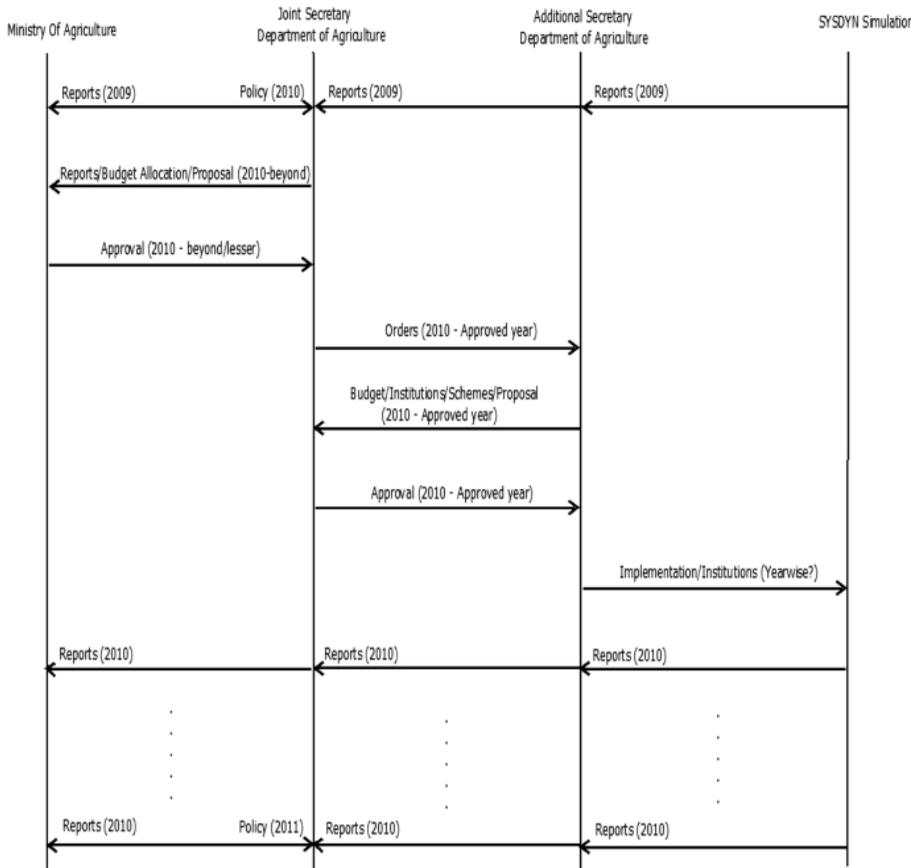 Ministry Of Agriculture
Joint Secretary
Department of Agriculture
Additional Secretary
Department of Agriculture
SYSDYN Simulation
Reports (2009)
Policy (2010)
Reports (2009)
Reports (2009)
Reports/Budget Allocation/Proposal (2010-beyond)
Approval (2010 - beyond/lesser)
Orders (2010 - Approved year)
Budget/Institutions/Schemes/Proposal
(2010 - Approved year)
Approval (2010 - Approved year)
Implementation/Institutions (Yearwise?)
Reports (2010)
Reports (2010)
Reports (2010)
Reports (2010)
Policy (2011)
Reports (2010)
Reports (2010)